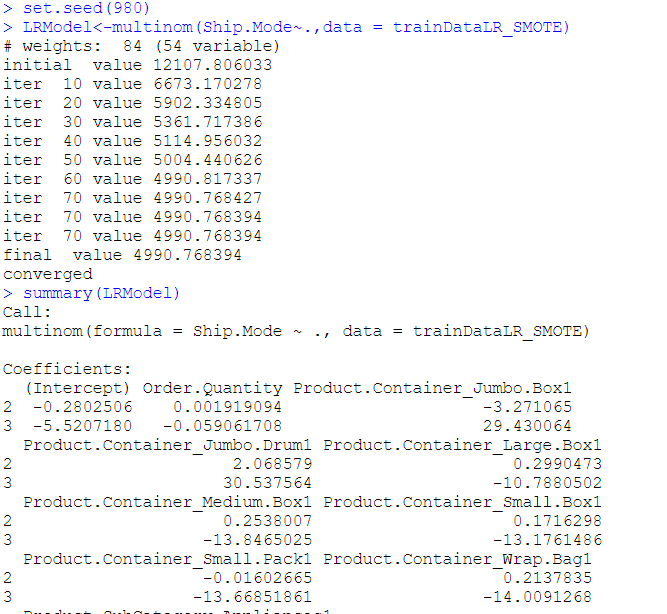 > set.seed(980)
> LRModel<-multinom(Ship.Mode~.,data = trainDataLR_SMOTE)
# weights:  84 (54 variable)
initial  value 12107.806033
iter  10 value 6673.170278
iter  20 value 5902.334805
iter  30 value 5361.717386
iter  40 value 5114.956032
iter  50 value 5004.440626
iter  60 value 4990.817337
iter  70 value 4990.768427
iter  70 value 4990.768394
iter  70 value 4990.768394
final  value 4990.768394
converged
> summary(LRModel)
Call:
multinom(formula = Ship.Mode ~ ., data = trainDataLR_SMOTE)
Coefficients:
  (Intercept) Order.Quantity Product.Container_Jumbo.Box1
2  -0.2802506    0.001919094                    -3.271065
3  -5.5207180   -0.059061708                    29.430064
  Product.Container_Jumbo.Drum1 Product.Container_Large.Box1
2                      2.068579                    0.2990473
3                     30.537564                  -10.7880502
  Product.Container_Medium.Box1 Product.Container_Small.Box1
2                     0.2538007                    0.1716298
3                   -13.8465025                  -13.1761486
  Product.Container_Small.Pack1 Product.Container_Wrap.Bag1
2                   -0.01602665                   0.2137835
3                  -13.66851861                 -14.0091268